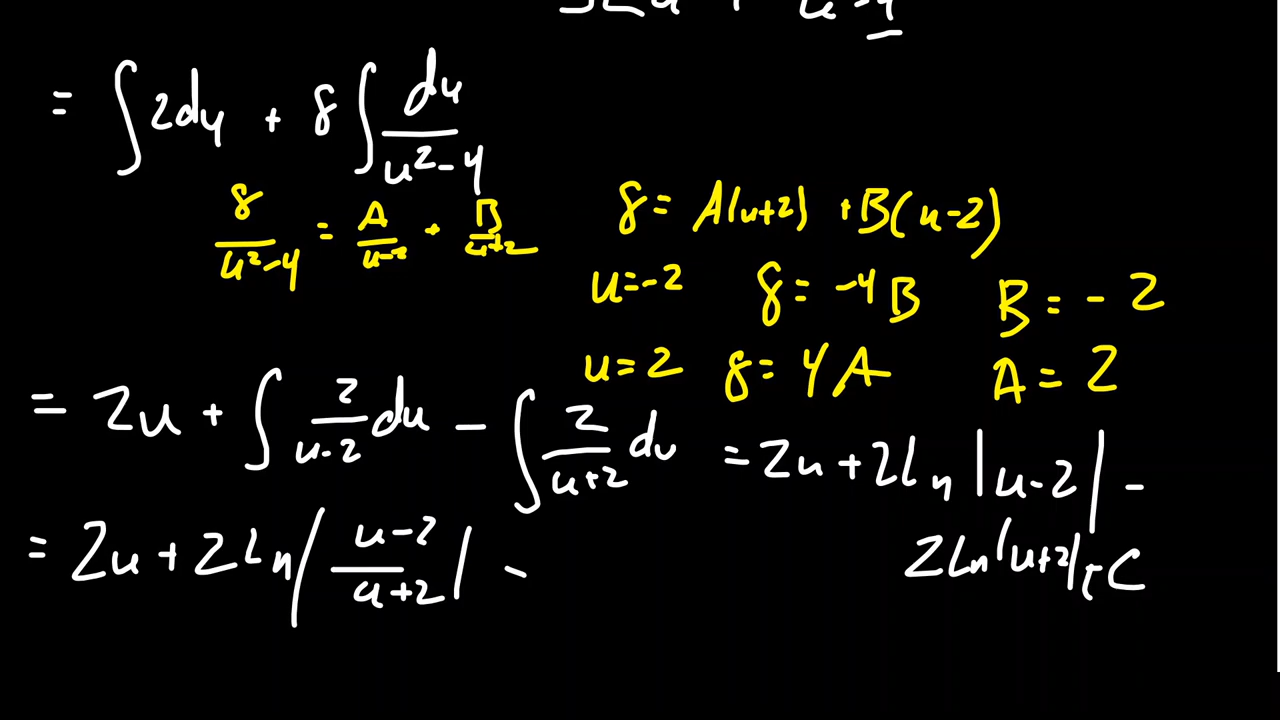 = ∫ 2du + 8 ∫ du/(u²-4)
8/(u²-4) = A/(u-2) + B/(u+2)
8 = A(u+2) + B(u-2)
u=-2 8= -4B B = -2
u=2 8= 4A A = 2
= 2u + ∫ 2/(u-2) du - ∫ 2/(u+2) du = 2u + 2Ln |u-2| -
2Ln|u+2|+C
= 2u + 2Ln| (u-2)/(u+2) | -